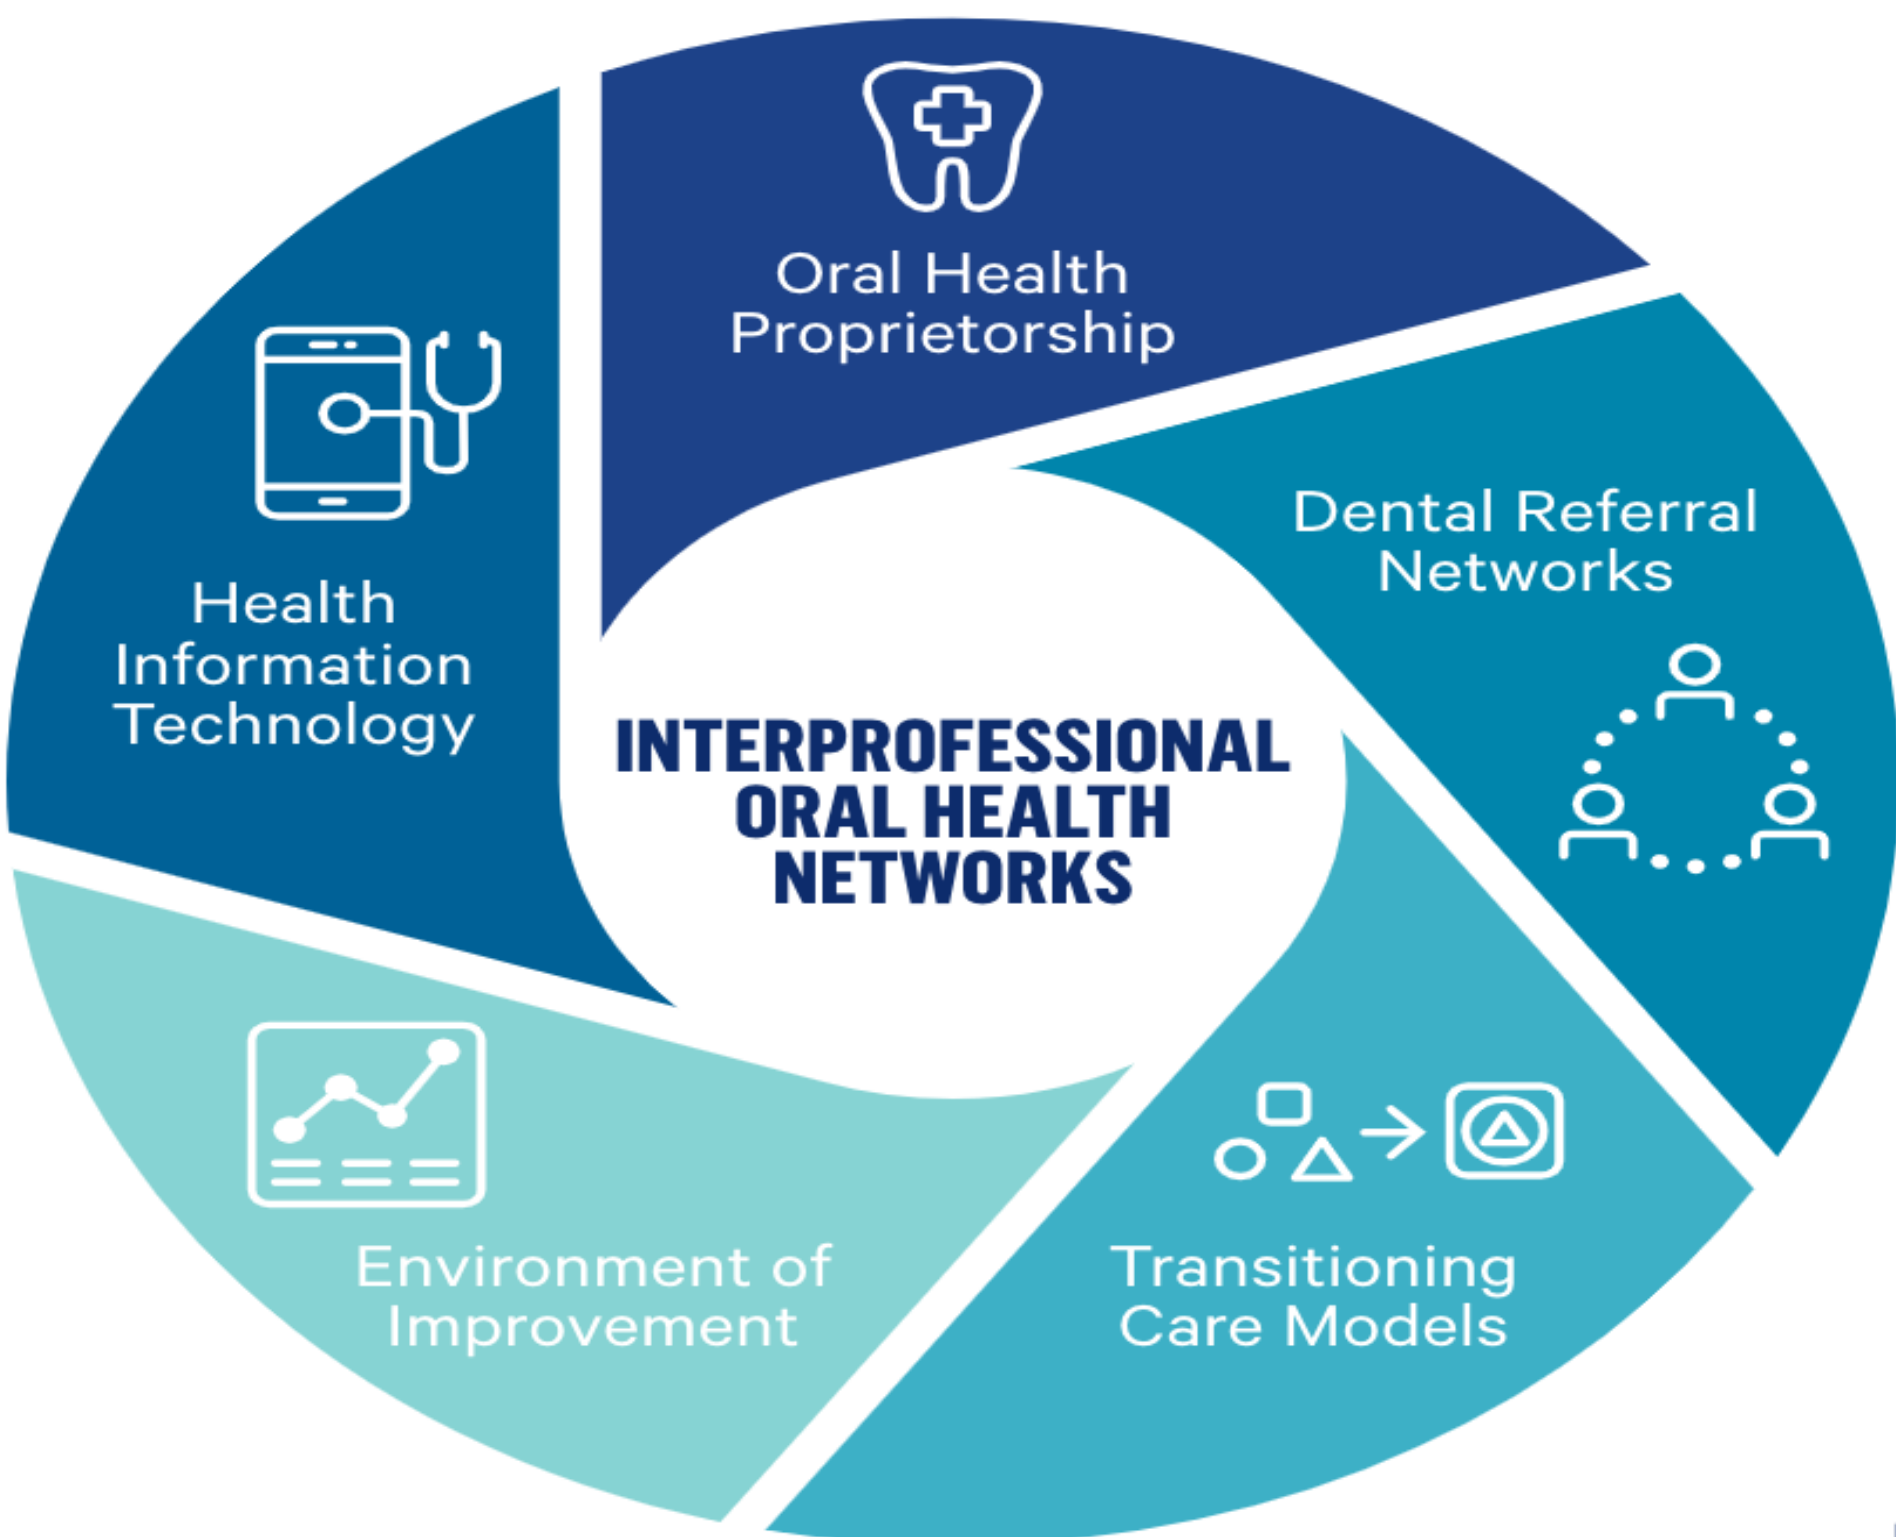 Oral Health
Proprietorship
Dental Referral
Networks
Transitioning
Care Models
Environment of
Improvement
Health
Information
Technology
INTERPROFESSIONAL
ORAL HEALTH
NETWORKS